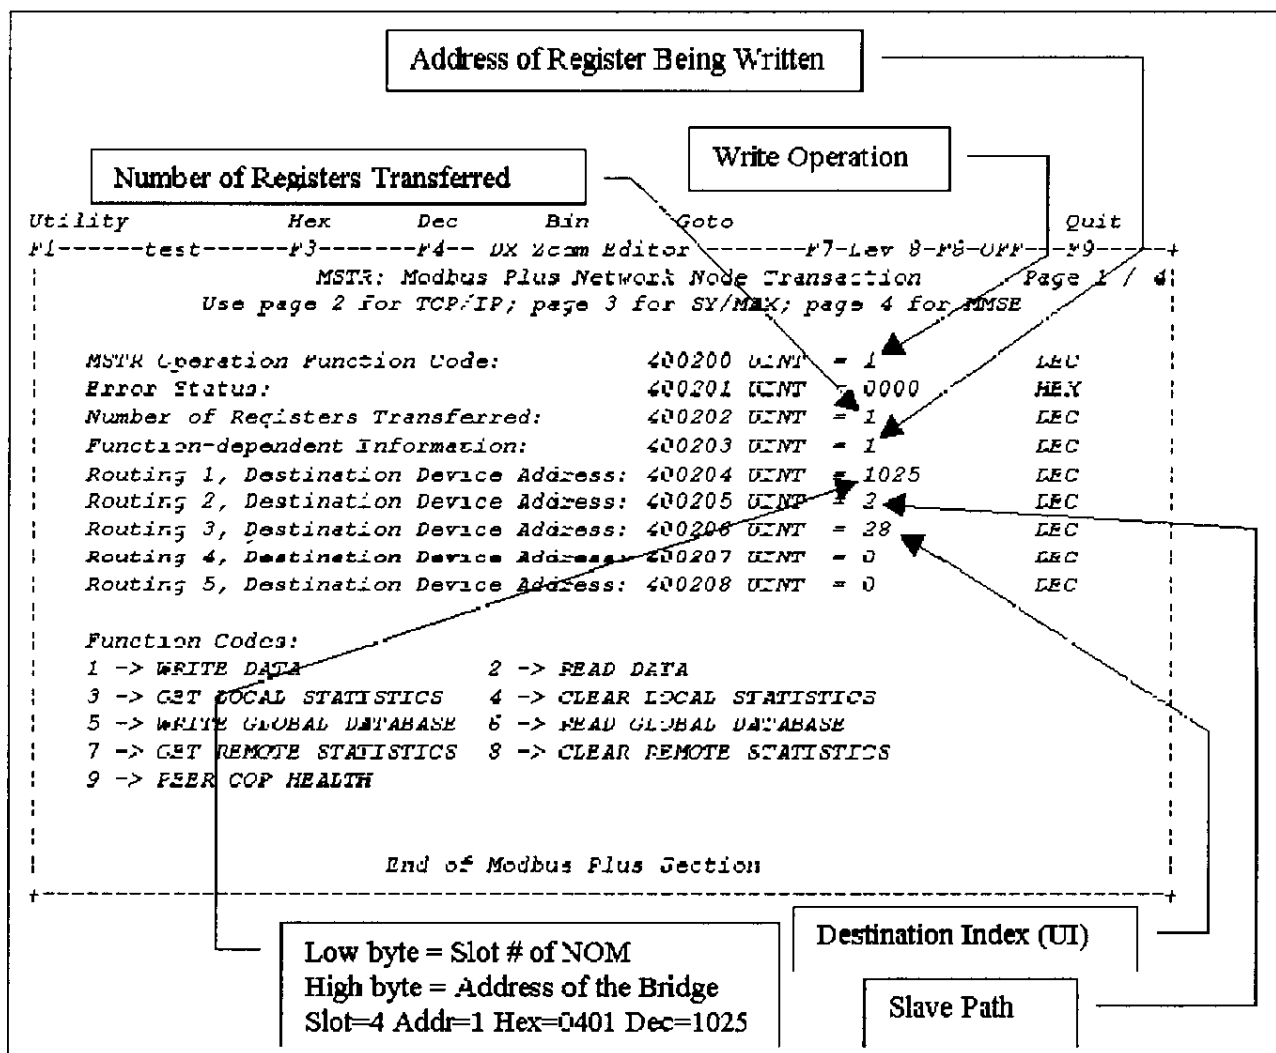 Address of Register Being Written
Write Operation
Number of Registers Transferred
Utility Hex Dec Bin Goto Quit
F1------test------F3-------F4-- DX Zoom Editor --------F7-Lev 8-F8-OFF---F9-----+
MSTR: Modbus Plus Network Node Transaction Page 1 / 4
Use page 2 for TCP/IP; page 3 for SY/MAX; page 4 for MMSE
MSTR Operation Function Code: 400200 UINT = 1 DEC
Error Status: 400201 UINT = 0000 HEX
Number of Registers Transferred: 400202 UINT = 1 DEC
Function-dependent Information: 400203 UINT = 1 DEC
Routing 1, Destination Device Address: 400204 UINT = 1025 DEC
Routing 2, Destination Device Address: 400205 UINT = 2 DEC
Routing 3, Destination Device Address: 400206 UINT = 28 DEC
Routing 4, Destination Device Address: 400207 UINT = 0 DEC
Routing 5, Destination Device Address: 400208 UINT = 0 DEC
Function Codes:
1 -> WRITE DATA 2 -> READ DATA
3 -> GET LOCAL STATISTICS 4 -> CLEAR LOCAL STATISTICS
5 -> WRITE GLOBAL DATABASE 6 -> READ GLOBAL DATABASE
7 -> GET REMOTE STATISTICS 8 -> CLEAR REMOTE STATISTICS
9 -> PEER COP HEALTH
End of Modbus Plus Section
Low byte = Slot # of NOM
High byte = Address of the Bridge
Slot=4 Addr=1 Hex=0401 Dec=1025
Destination Index (UI)
Slave Path